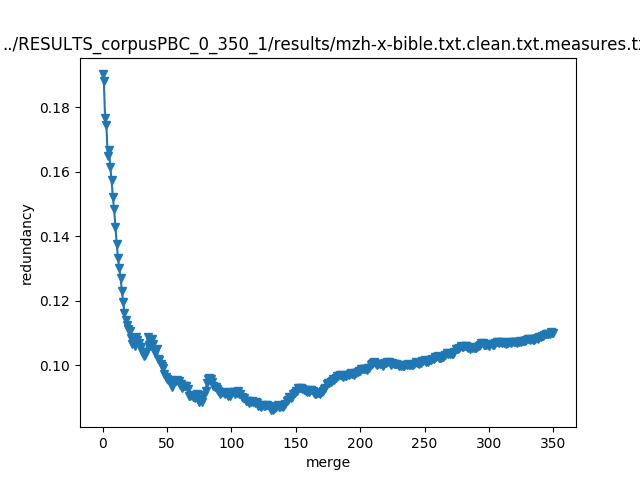 ../RESULTS_corpusPBC_0_350_1/results/mzh-x-bible.txt.clean.txt.measures.t
redundancy
0.18
0.16
0.14
0.12
0.10
0 50 100 150 200 250 300 350
merge